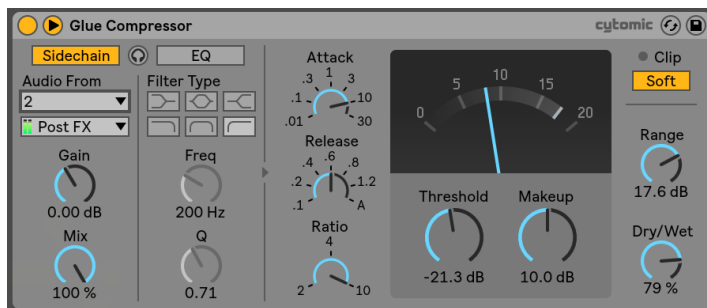 Glue Compressor
cytomic
Sidechain
EQ
Audio From
2
Post FX
Gain
0.00 dB
Mix
100 %
Filter Type
Freq
200 Hz
Q
0.71
Attack
.01 .1 .3 1 3 10 30
Release
.1 .2 .4 .6 .8 1.2 A
Ratio
2 4 10
0 5 10 15 20
Threshold
-21.3 dB
Makeup
10.0 dB
Clip
Soft
Range
17.6 dB
Dry/Wet
79 %